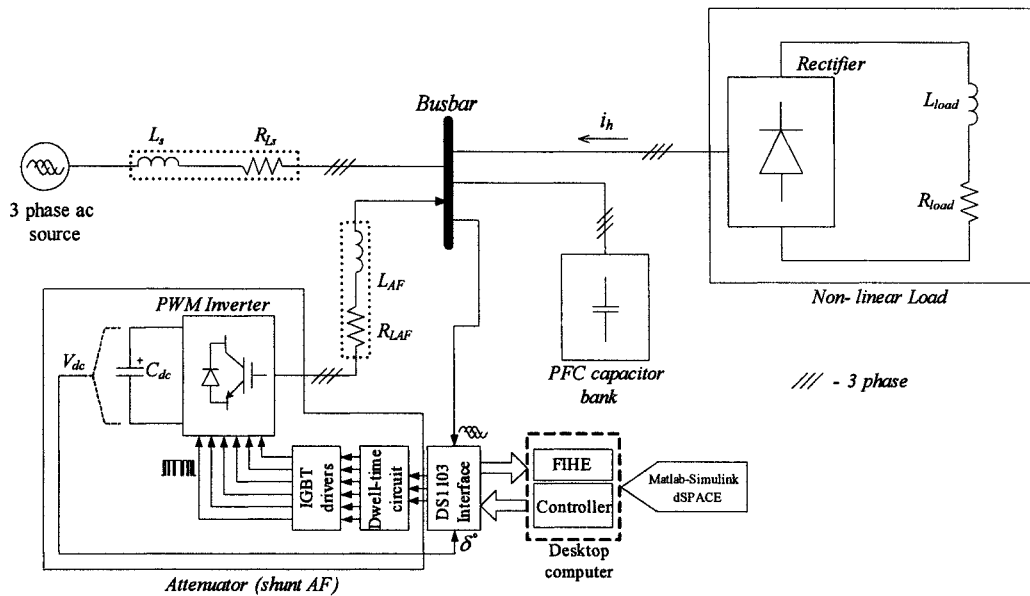 Rectifier
L_load
R_load
Non- linear Load
Busbar
i_h
L_s
R_Ls
3 phase ac
source
L_AF
R_LAF
PWM Inverter
V_dc
+
C_dc
PFC capacitor
bank
/// - 3 phase
IGBT
drivers
Dwell-time
circuit
DS1103
Interface
δ°
FIHE
Controller
Matlab-Simulink
dSPACE
Desktop
computer
Attenuator (shunt AF)